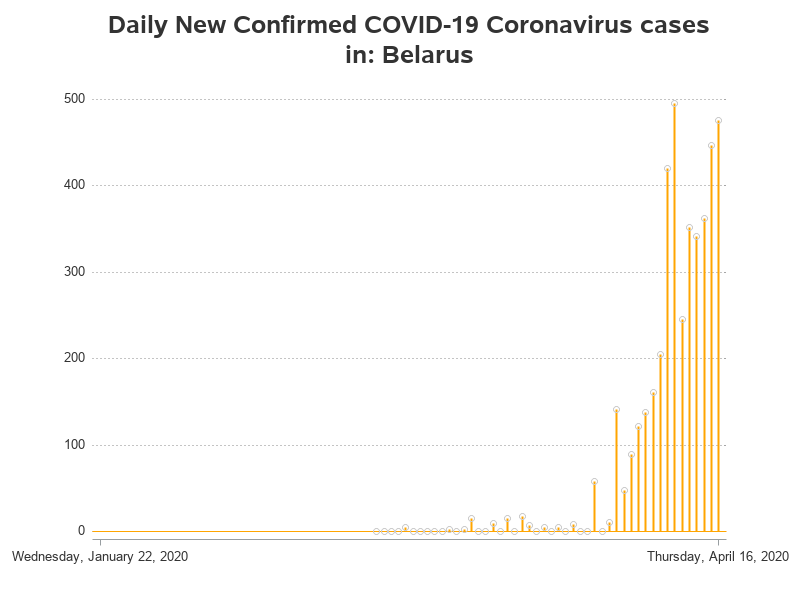 Daily New Confirmed COVID-19 Coronavirus cases
in: Belarus
500
400
300
200
100
0
Wednesday, January 22, 2020
Thursday, April 16, 2020